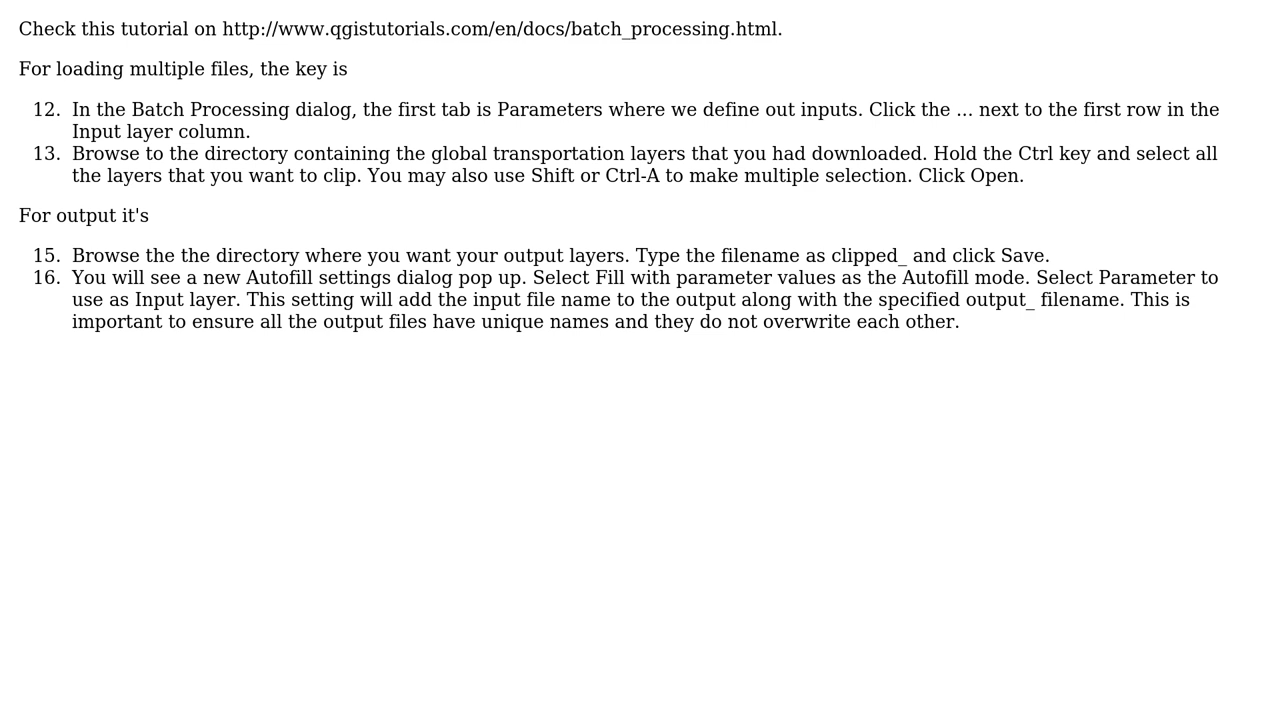 Check this tutorial on http://www.qgistutorials.com/en/docs/batch_processing.html.
For loading multiple files, the key is
12. In the Batch Processing dialog, the first tab is Parameters where we define out inputs. Click the ... next to the first row in the
Input layer column.
13. Browse to the directory containing the global transportation layers that you had downloaded. Hold the Ctrl key and select all
the layers that you want to clip. You may also use Shift or Ctrl-A to make multiple selection. Click Open.
For output it's
15. Browse the the directory where you want your output layers. Type the filename as clipped_ and click Save.
16. You will see a new Autofill settings dialog pop up. Select Fill with parameter values as the Autofill mode. Select Parameter to
use as Input layer. This setting will add the input file name to the output along with the specified output_ filename. This is
important to ensure all the output files have unique names and they do not overwrite each other.